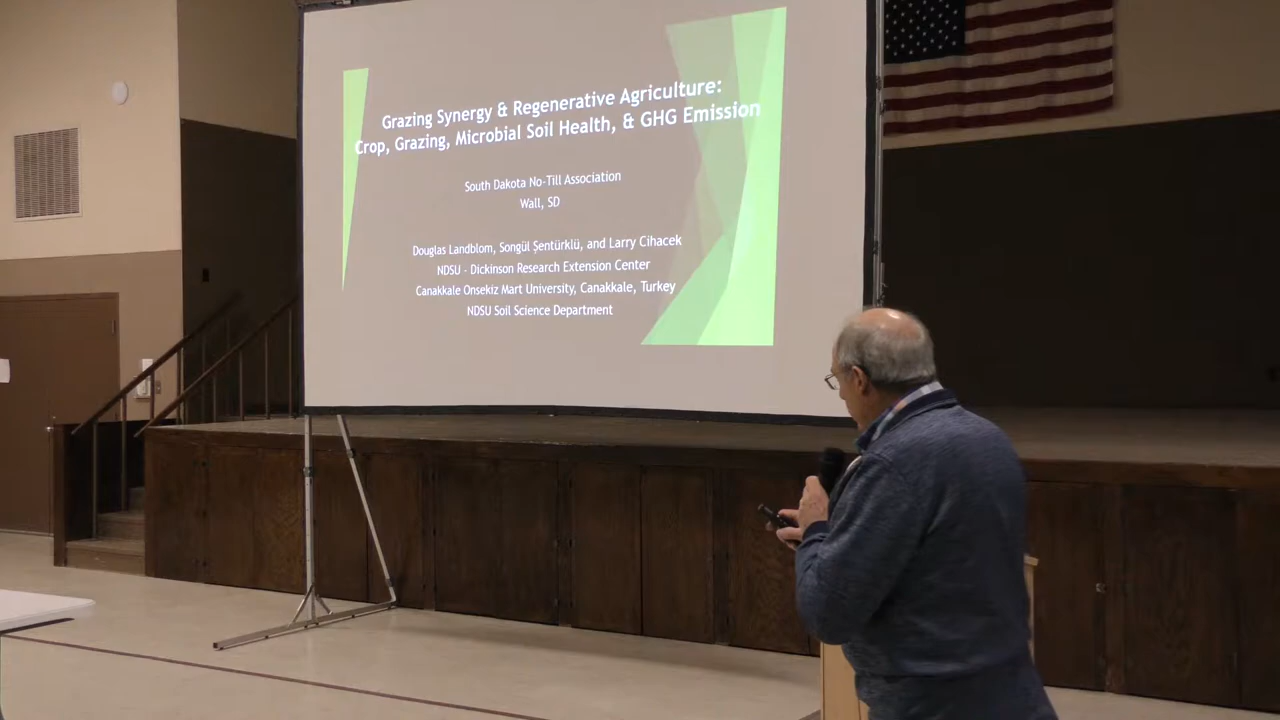 Grazing Synergy & Regenerative Agriculture:
Crop, Grazing, Microbial Soil Health, & GHG Emission
South Dakota No-Till Association
Wall, SD
Douglas Landblom, Songül Şentürklü, and Larry Cihacek
NDSU - Dickinson Research Extension Center
Canakkale Onsekiz Mart University, Canakkale, Turkey
NDSU Soil Science Department